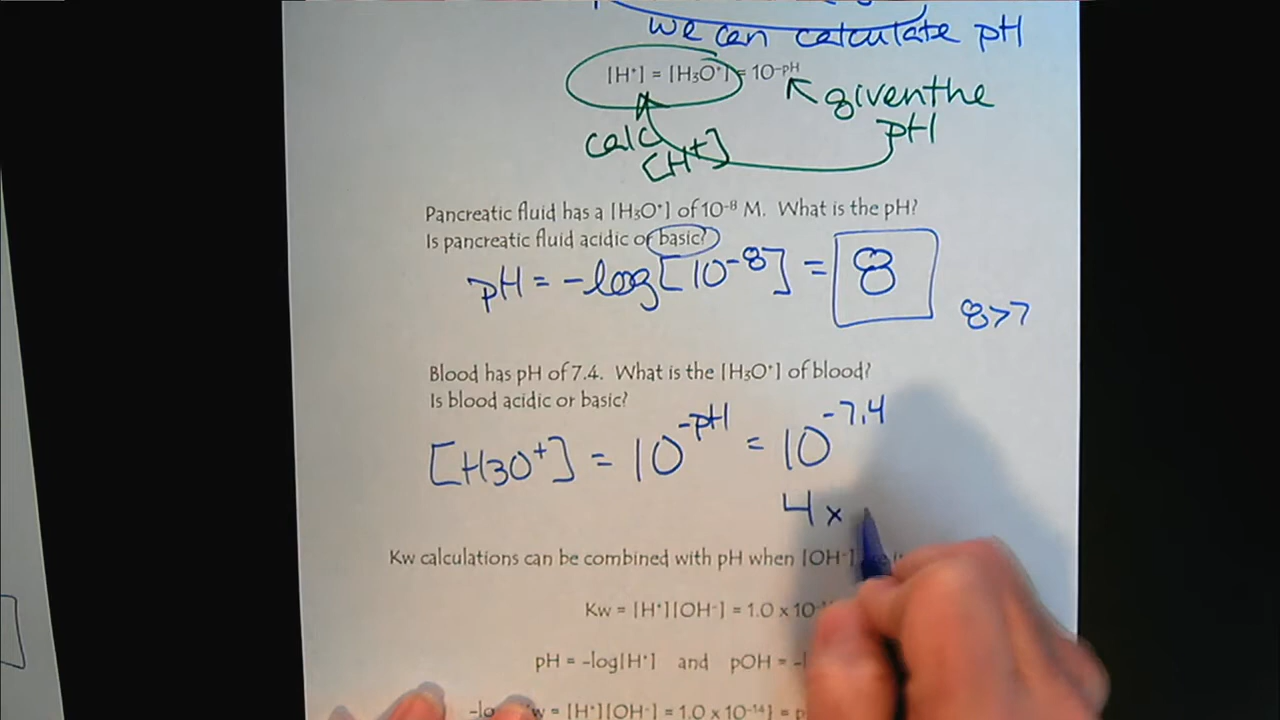 we can calculate pH
[H⁺] = [H₃O⁺] = 10⁻ᵖᴴ
given the
pH
calc
[H⁺]
Pancreatic fluid has a [H₃O⁺] of 10⁻⁸ M. What is the pH?
Is pancreatic fluid acidic or basic?
pH = -log[10⁻⁸] = 8
8>7
Blood has pH of 7.4. What is the [H₃O⁺] of blood?
Is blood acidic or basic?
[H3O⁺] = 10⁻ᵖᴴ = 10⁻⁷·⁴
4 x
Kw calculations can be combined with pH when [OH⁻]
Kw = [H⁺][OH⁻] = 1.0 x 10
pH = -log[H⁺] and pOH =
= [H⁺][OH⁻] = 1.0 x 10⁻¹⁴] =